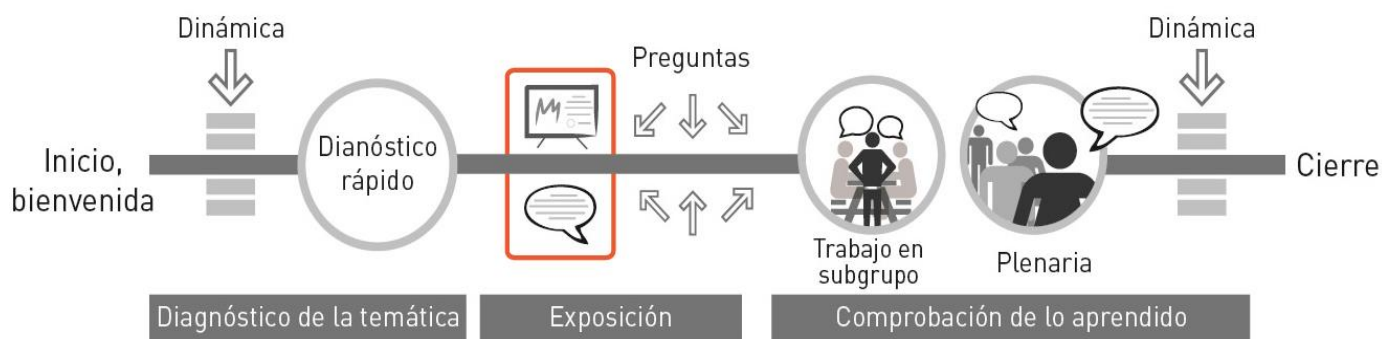 Dinámica
Dinámica
Preguntas
Inicio,
bienvenida
Dianóstico
rápido
Cierre
Trabajo en
subgrupo
Plenaria
Diagnóstico de la temática
Exposición
Comprobación de lo aprendido